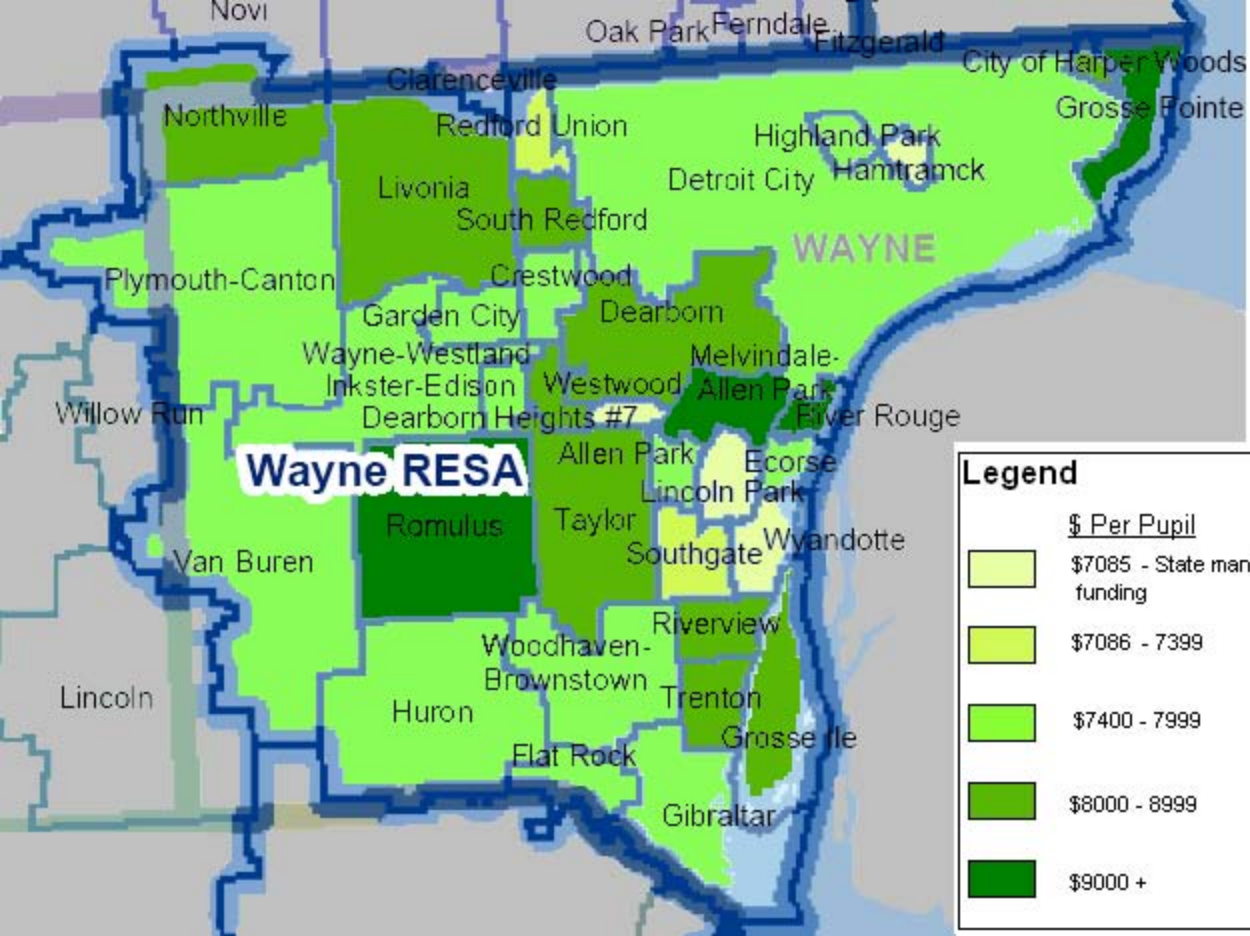 Novi
Oak Park
Ferndale
Fitzgerald
City of Harper Woods
Clarenceville
Grosse Pointe
Northville
Redford Union
Highland Park
Hamtramck
Livonia
Detroit City
South Redford
WAYNE
Plymouth-Canton
Crestwood
Garden City
Dearborn
Wayne-Westland
Melvindale-
Inkster-Edison
Westwood
Allen Park
Willow Run
Dearborn Heights #7
River Rouge
Wayne RESA
Allen Park
Ecorse
Lincoln Park
Romulus
Taylor
Southgate
Wyandotte
Van Buren
Riverview
Woodhaven-
Brownstown
Lincoln
Trenton
Huron
Grosse Ile
Flat Rock
Gibraltar
Legend
$ Per Pupil
$7085 - State man
funding
$7086 - 7399
$7400 - 7999
$8000 - 8999
$9000 +